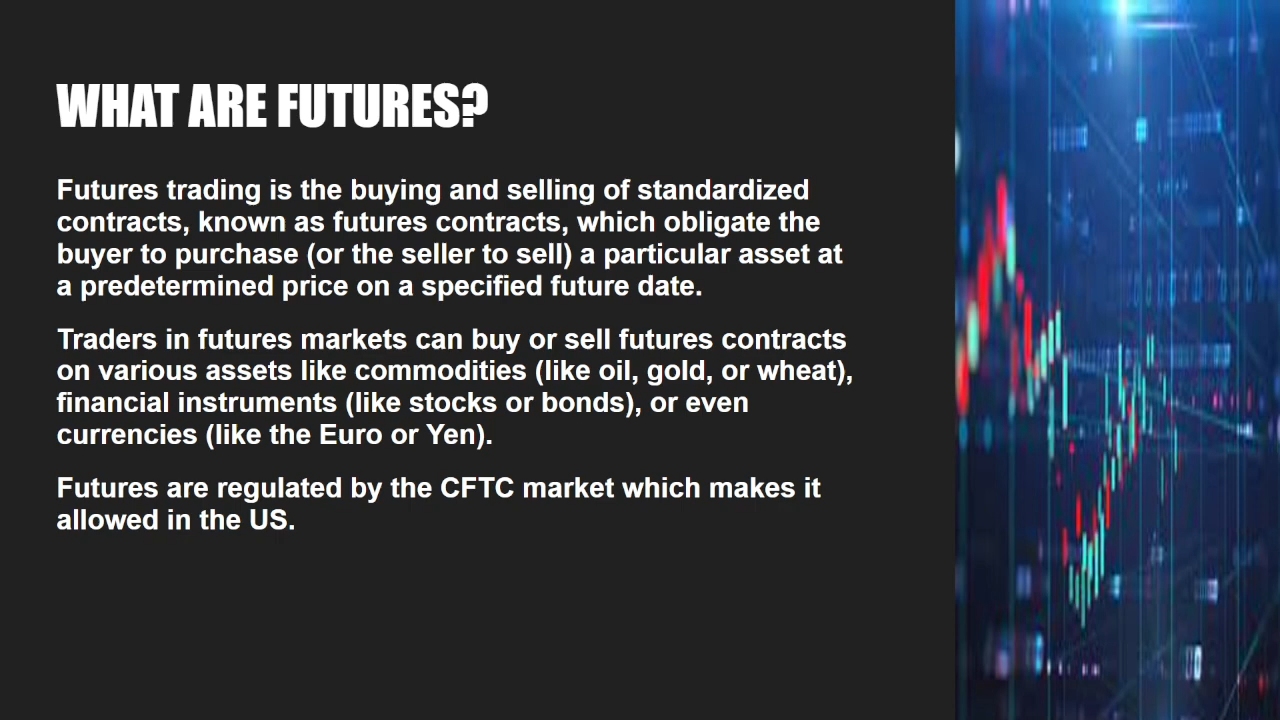 WHAT ARE FUTURES?
Futures trading is the buying and selling of standardized
contracts, known as futures contracts, which obligate the
buyer to purchase (or the seller to sell) a particular asset at
a predetermined price on a specified future date.
Traders in futures markets can buy or sell futures contracts
on various assets like commodities (like oil, gold, or wheat),
financial instruments (like stocks or bonds), or even
currencies (like the Euro or Yen).
Futures are regulated by the CFTC market which makes it
allowed in the US.